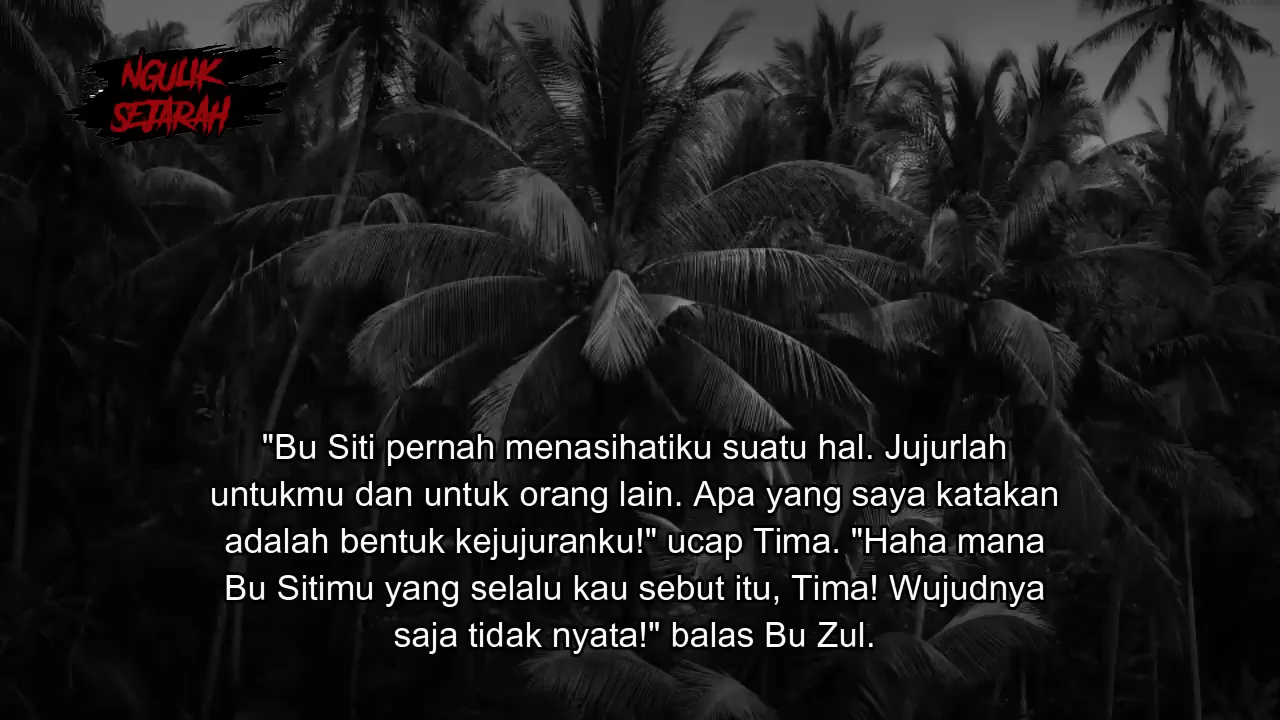 NGULIK
SEJARAH
"Bu Siti pernah menasihatiku suatu hal. Jujurlah
untukmu dan untuk orang lain. Apa yang saya katakan
adalah bentuk kejujuranku!" ucap Tima. "Haha mana
Bu Sitimu yang selalu kau sebut itu, Tima! Wujudnya
saja tidak nyata!" balas Bu Zul.